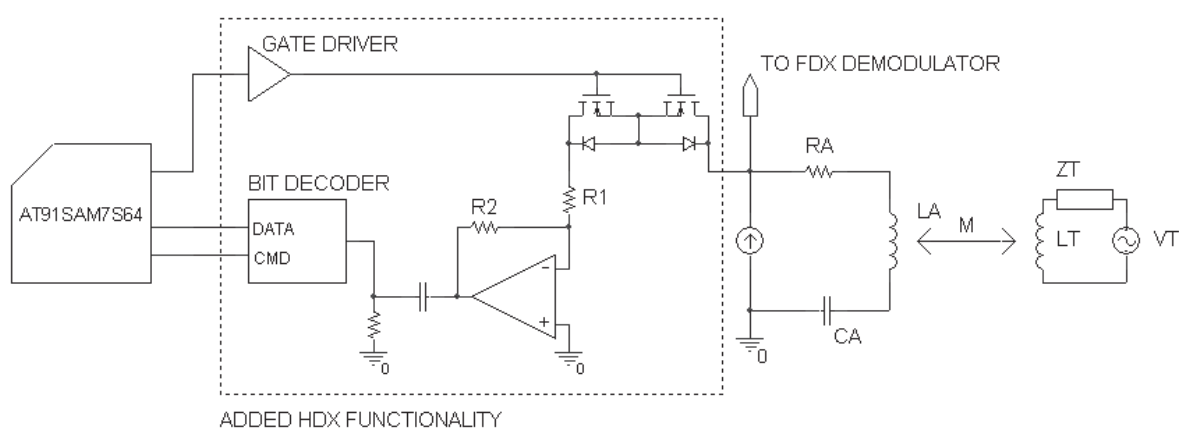 GATE DRIVER
TO FDX DEMODULATOR
RA
ZT
BIT DECODER
AT91SAM7S64
R2
R1
LA
M
LT
VT
DATA
CMD
-
+
0
0
0
CA
ADDED HDX FUNCTIONALITY